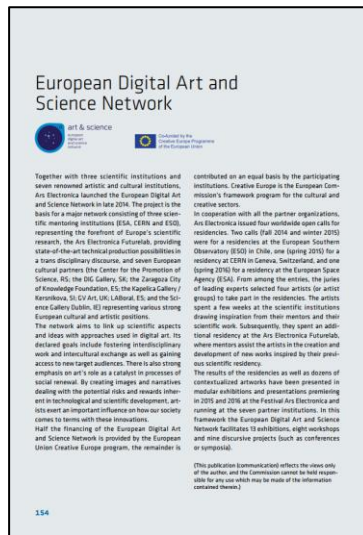 European Digital Art and
Science Network
art & science
european
digital
art
and science
network
Co-funded by the
Creative Europe Programme
of the European Union
Together with three scientific institutions and
seven renowned artistic and cultural institutions,
Ars Electronica launched the European Digital Art
and Science Network in late 2014. The project is the
basis for a major network consisting of three scien-
tific mentoring institutions (ESA, CERN and ESO),
representing the forefront of Europe's scientific
research, the Ars Electronica Futurelab, providing
state-of-the-art technical production possibilities in
a trans disciplinary discourse, and seven European
cultural partners (the Center for the Promotion of
Science, RS; the DIG Gallery, SK; the Zaragoza City
of Knowledge Foundation, ES; the Kapelica Gallery /
Kersnikova, SI; GV Art, UK; LABoral, ES; and the Sci-
ence Gallery Dublin, IE) representing various strong
European cultural and artistic positions.
The network aims to link up scientific aspects
and ideas with approaches used in digital art. Its
declared goals include fostering interdisciplinary
work and intercultural exchange as well as gaining
access to new target audiences. There is also strong
emphasis on art's role as a catalyst in processes of
social renewal. By creating images and narratives
dealing with the potential risks and rewards inher-
ent in technological and scientific development, art-
ists exert an important influence on how our society
comes to terms with these innovations.
Half the financing of the European Digital Art
and Science Network is provided by the European
Union Creative Europe program, the remainder is
contributed on an equal basis by the participating
institutions. Creative Europe is the European Com-
mission's framework program for the cultural and
creative sectors.
In cooperation with all the partner organizations,
Ars Electronica issued four worldwide open calls for
residencies. Two calls (fall 2014 and winter 2015)
were for a residencies at the European Southern
Observatory (ESO) in Chile, one (spring 2015) for a
residency at CERN in Geneva, Switzerland, and one
(spring 2016) for a residency at the European Space
Agency (ESA). From among the entries, the juries
of leading experts selected four artists (or artist
groups) to take part in the residencies. The artists
spent a few weeks at the scientific institutions
drawing inspiration from their mentors and their
scientific work. Subsequently, they spent an addi-
tional residency at the Ars Electronica Futurelab,
where mentors assist the artists in the creation and
development of new works inspired by their previ-
ous scientific residency.
The results of the residencies as well as dozens of
contextualized artworks have been presented in
modular exhibitions and presentations premiering
in 2015 and 2016 at the Festival Ars Electronica and
running at the seven partner institutions. In this
framework the European Digital Art and Science
Network facilitates 13 exhibitions, eight workshops
and nine discursive projects (such as conferences
or symposia).
(This publication (communication) reflects the views only
of the author, and the Commission cannot be held respon-
sible for any use which may be made of the information
contained therein.)
154